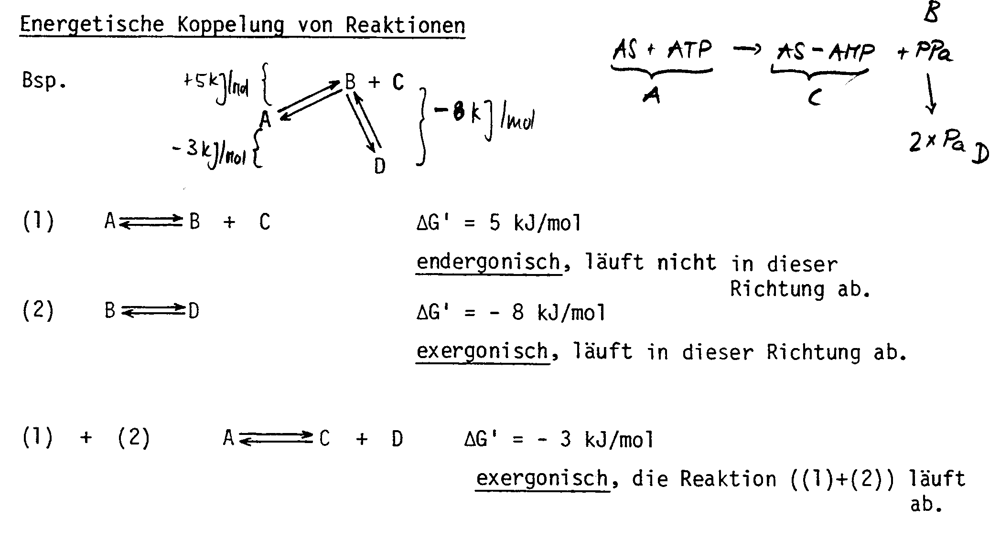 Energetische Koppelung von Reaktionen
B
AS + ATP → AS - AMP + PPa
A
C
↓
2 x Pa D
Bsp.
+5 kJ/mol { B + C
A
} -8 kJ/mol
-3 kJ/mol {
D
(1) A ⇌ B + C ΔG' = 5 kJ/mol
endergonisch, läuft nicht in dieser
Richtung ab.
(2) B ⇌ D ΔG' = - 8 kJ/mol
exergonisch, läuft in dieser Richtung ab.
(1) + (2) A ⇌ C + D ΔG' = - 3 kJ/mol
exergonisch, die Reaktion ((1)+(2)) läuft
ab.